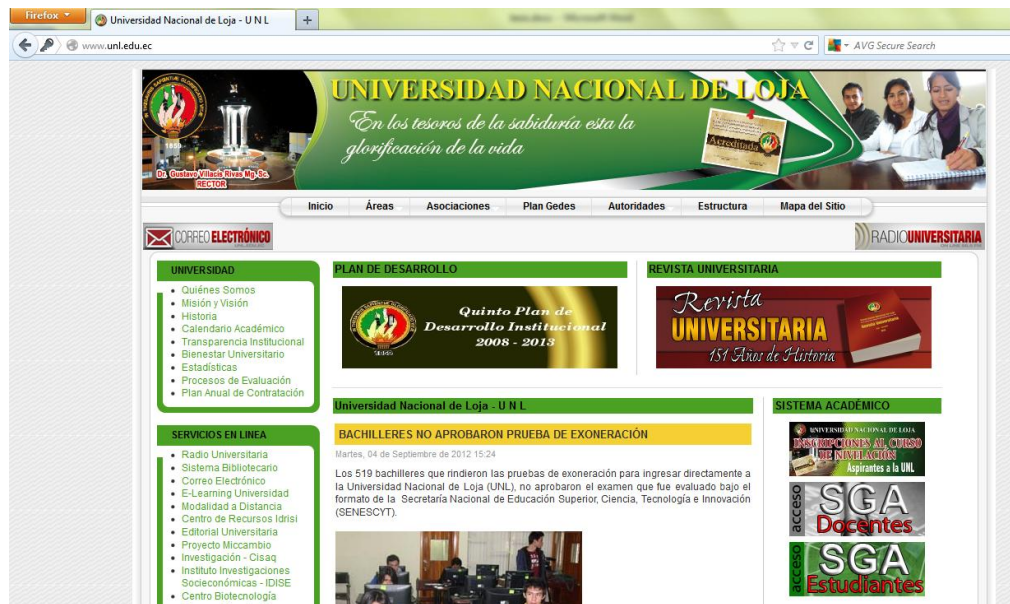 Firefox
Universidad Nacional de Loja - U N L
www.unl.edu.ec
AVG Secure Search
UNIVERSIDAD NACIONAL DE LOJA
En los tesoros de la sabiduría esta la
glorificación de la vida
1859
Acreditada
Dr. Gustavo Villacis Rivas Mg. Sc.
RECTOR
Inicio Áreas Asociaciones Plan Gedes Autoridades Estructura Mapa del Sitio
CORREO ELECTRÓNICO
RADIO UNIVERSITARIA
UNIVERSIDAD
Quiénes Somos
Misión y Visión
Historia
Calendario Académico
Transparencia Institucional
Bienestar Universitario
Estadísticas
Procesos de Evaluación
Plan Anual de Contratación
SERVICIOS EN LINEA
Radio Universitaria
Sistema Bibliotecario
Correo Electrónico
E-Learning Universidad
Modalidad a Distancia
Centro de Recursos Idrisi
Editorial Universitaria
Proyecto Miccambio
Investigación - Cisaq
Instituto Investigaciones
Socieconómicas - IDISE
Centro Biotecnología
PLAN DE DESARROLLO
Quinto Plan de
Desarrollo Institucional
2008 - 2013
1859
REVISTA UNIVERSITARIA
Revista
UNIVERSITARIA
151 Años de Historia
Universidad Nacional de Loja - U N L
BACHILLERES NO APROBARON PRUEBA DE EXONERACIÓN
Martes, 04 de Septiembre de 2012 15:24
Los 519 bachilleres que rindieron las pruebas de exoneración para ingresar directamente a
la Universidad Nacional de Loja (UNL), no aprobaron el examen que fue evaluado bajo el
formato de la Secretaría Nacional de Educación Superior, Ciencia, Tecnología e Innovación
(SENESCYT).
SISTEMA ACADÉMICO
UNIVERSIDAD NACIONAL DE LOJA
INSCRIPCIONES AL CURSO
DE NIVELACIÓN
Aspirantes a la UNL
acceso
SGA
Docentes
acceso
SGA
Estudiantes